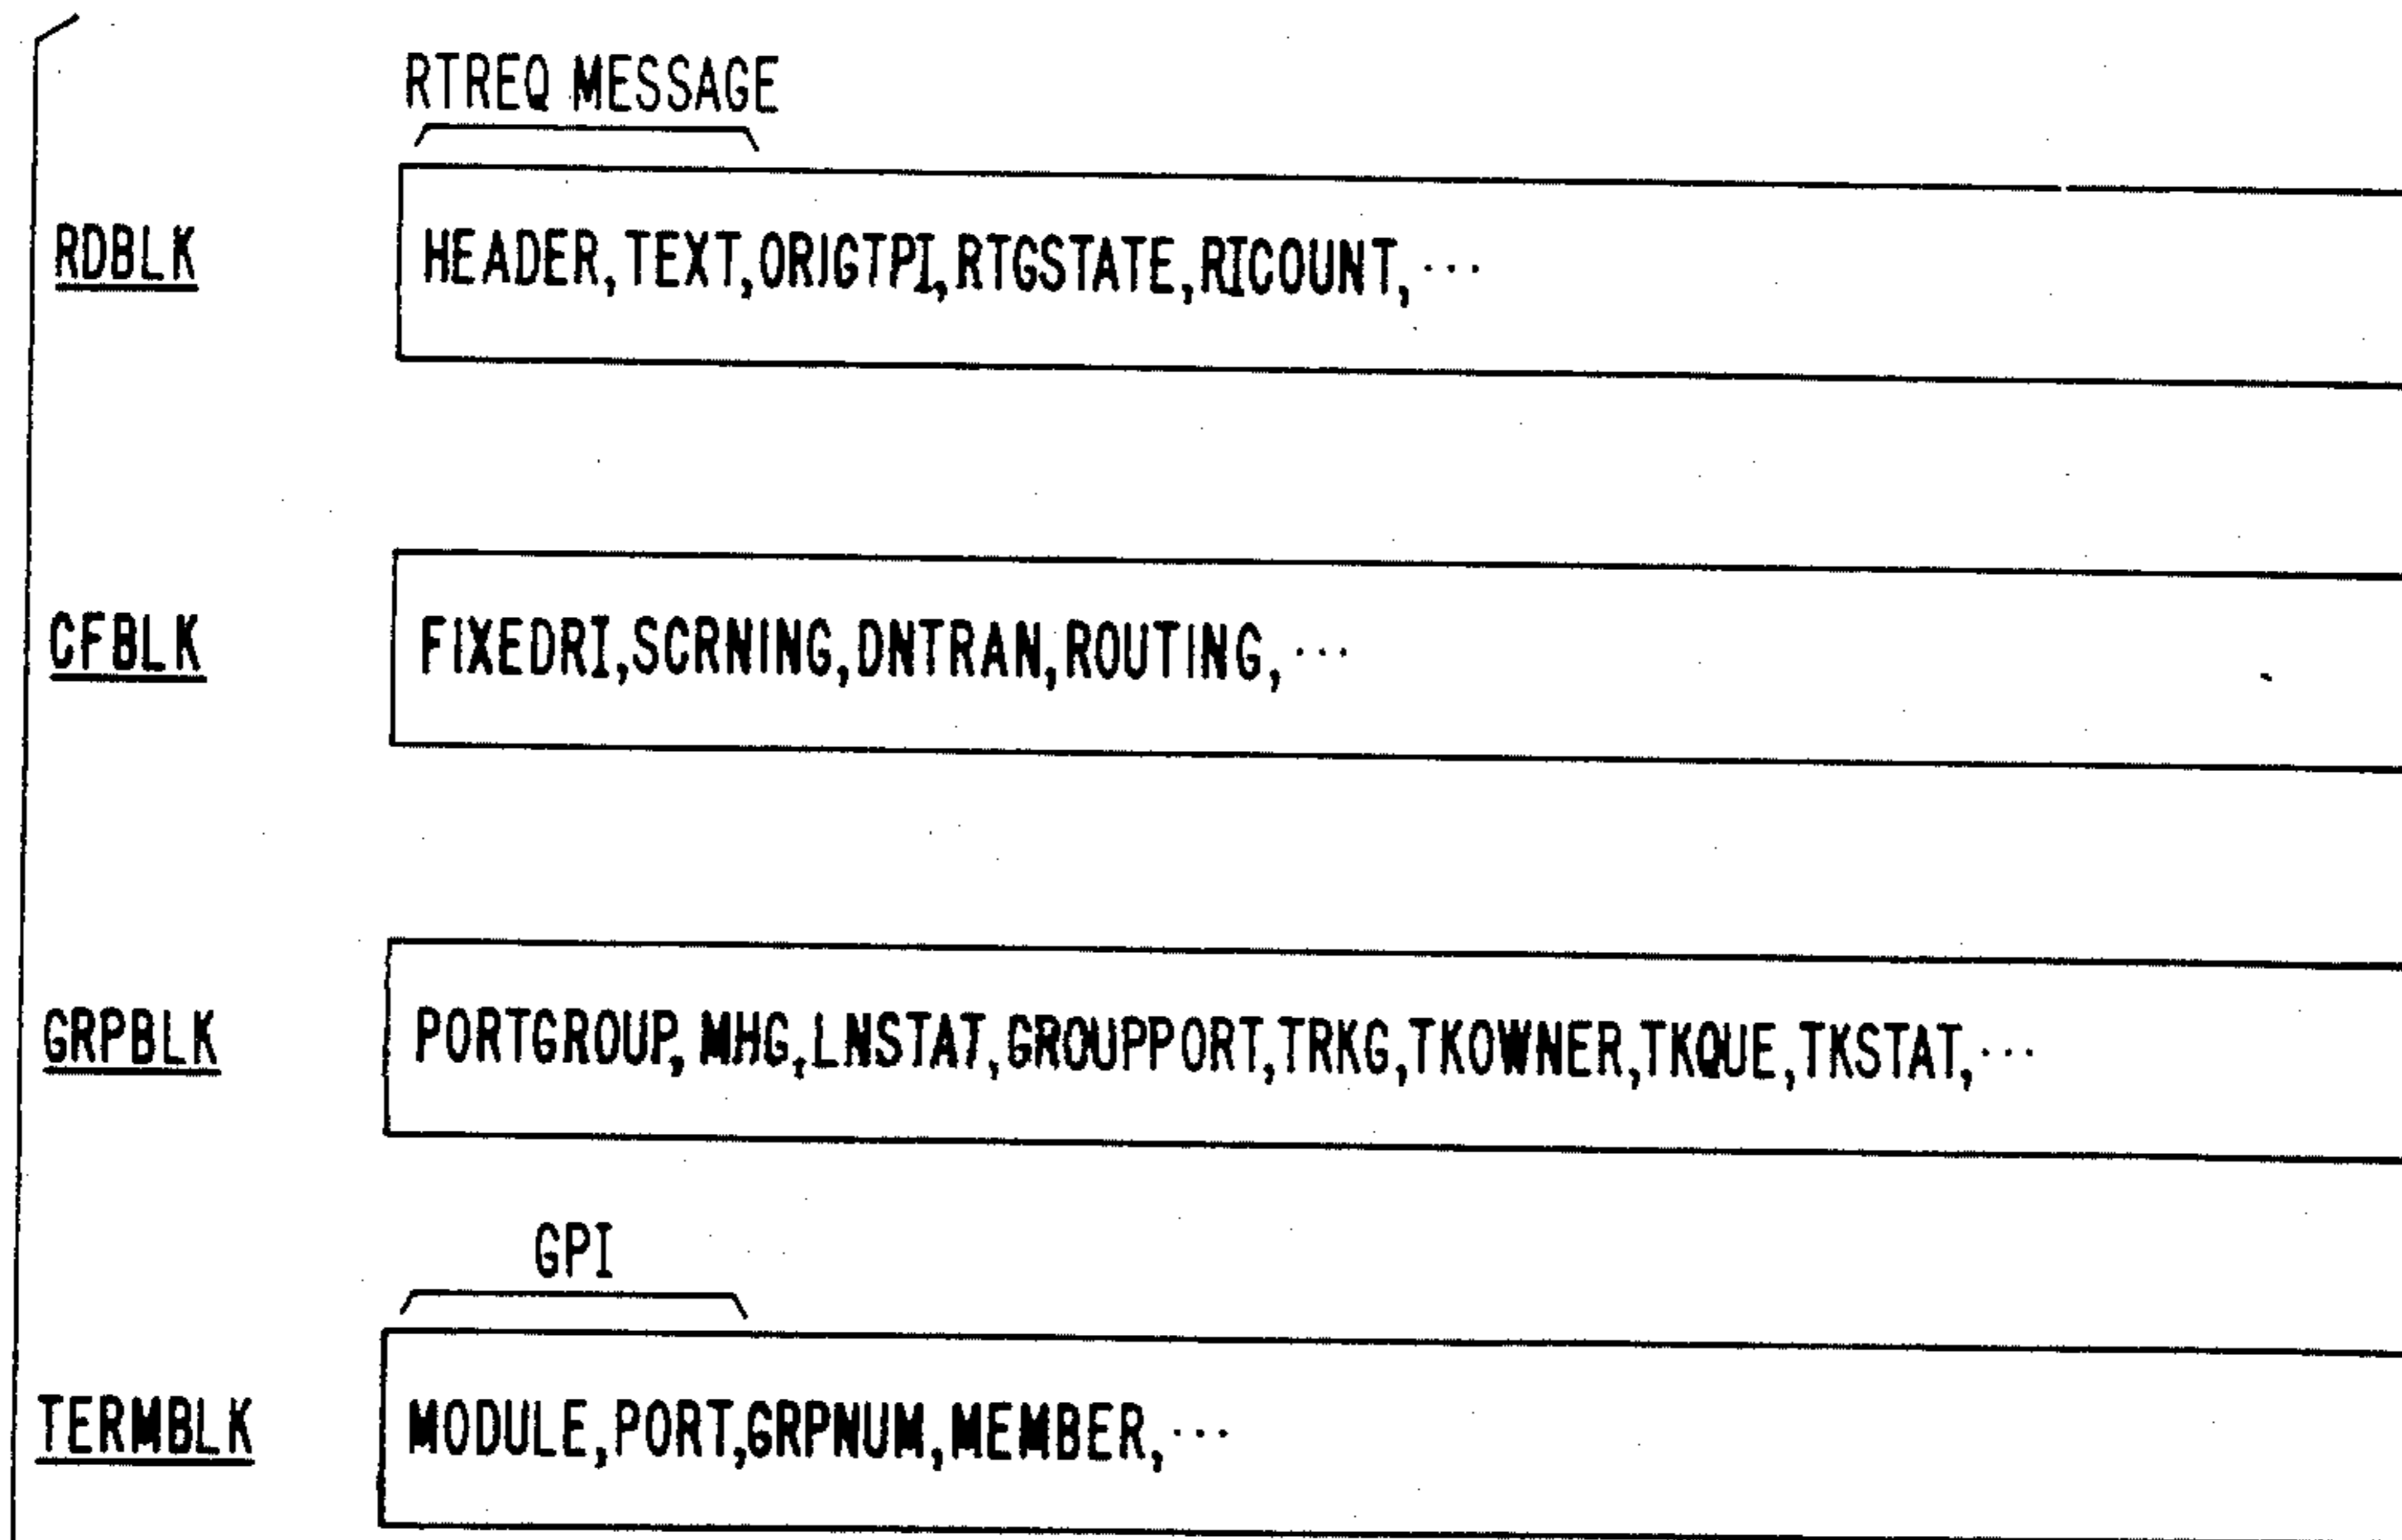 RTREQ MESSAGE
RDBLK
HEADER,TEXT,ORIGTPI,RTGSTATE,RICOUNT,...
CFBLK
FIXEDRI,SCRNING,DNTRAN,ROUTING,...
GRPBLK
PORTGROUP,MHG,LNSTAT,GROUPPORT,TRKG,TKOWNER,TKQUE,TKSTAT,...
GPI
TERMBLK
MODULE,PORT,GRPNUM,MEMBER,...